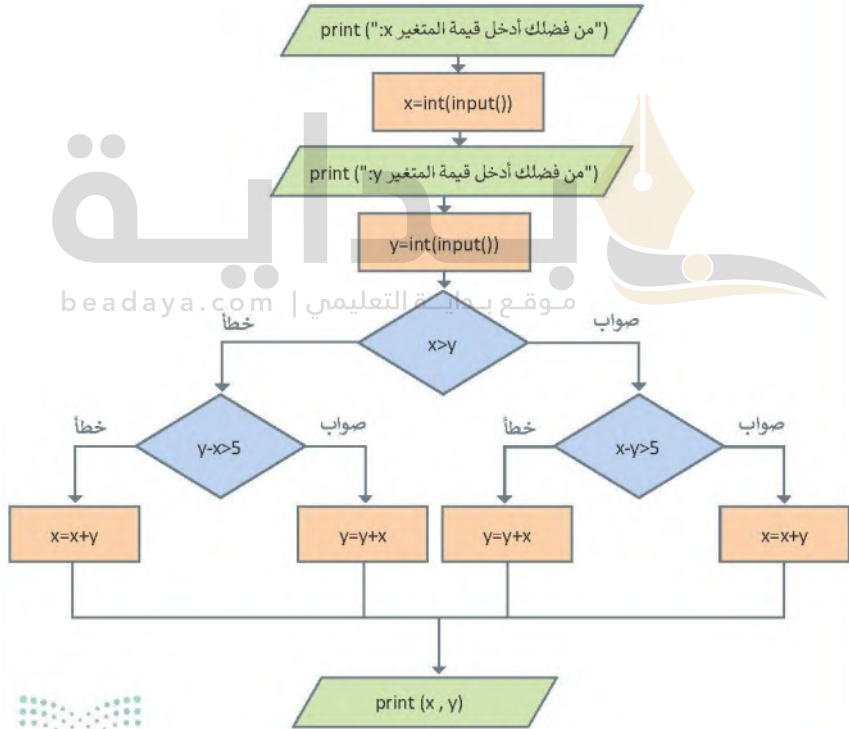 print ("من فضلك أدخل قيمة المتغير x:")
x=int(input())
print ("من فضلك أدخل قيمة المتغير y:")
y=int(input())
بداية
beadaya.com | موقع بداية التعليمي
x>y
خطأ
صواب
y-x>5
خطأ
صواب
x-y>5
خطأ
صواب
x=x+y
y=y+x
y=y+x
x=x+y
print (x , y)